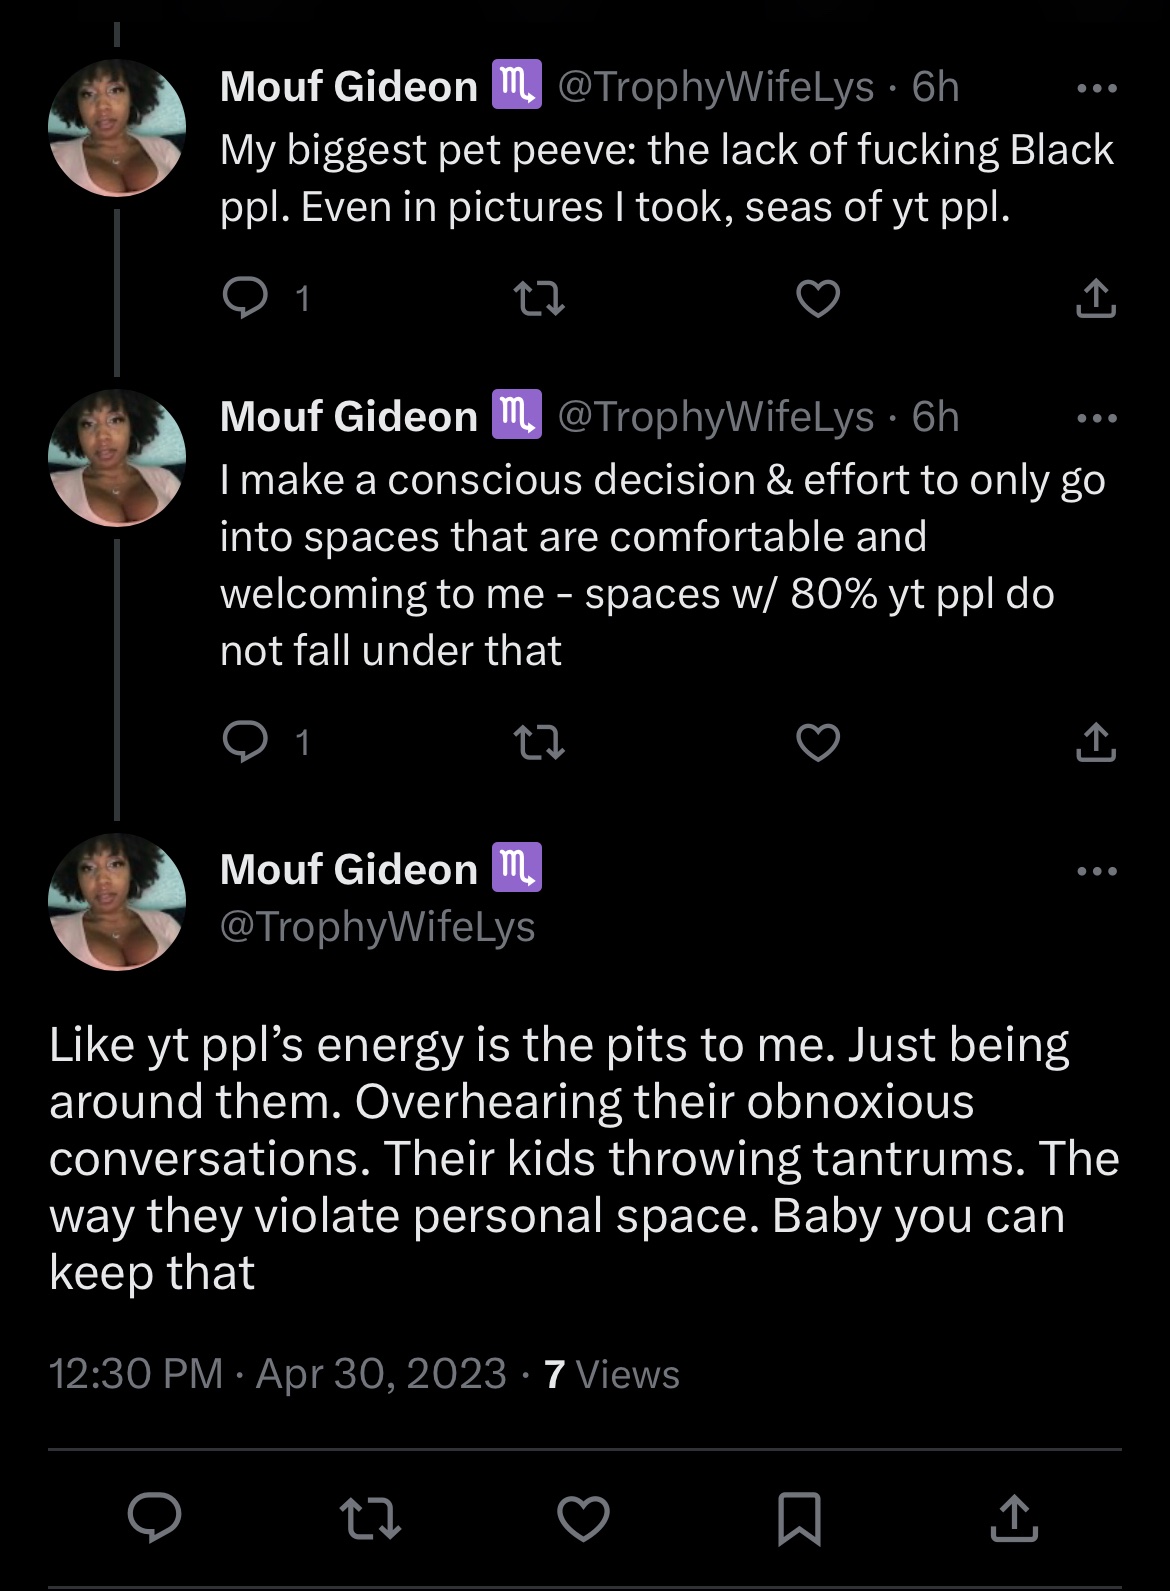 Mouf Gideon ♏ @TrophyWifeLys · 6h
My biggest pet peeve: the lack of fucking Black
ppl. Even in pictures I took, seas of yt ppl.
1
Mouf Gideon ♏ @TrophyWifeLys · 6h
I make a conscious decision & effort to only go
into spaces that are comfortable and
welcoming to me - spaces w/ 80% yt ppl do
not fall under that
1
Mouf Gideon ♏
@TrophyWifeLys
Like yt ppl’s energy is the pits to me. Just being
around them. Overhearing their obnoxious
conversations. Their kids throwing tantrums. The
way they violate personal space. Baby you can
keep that
12:30 PM · Apr 30, 2023 · 7 Views